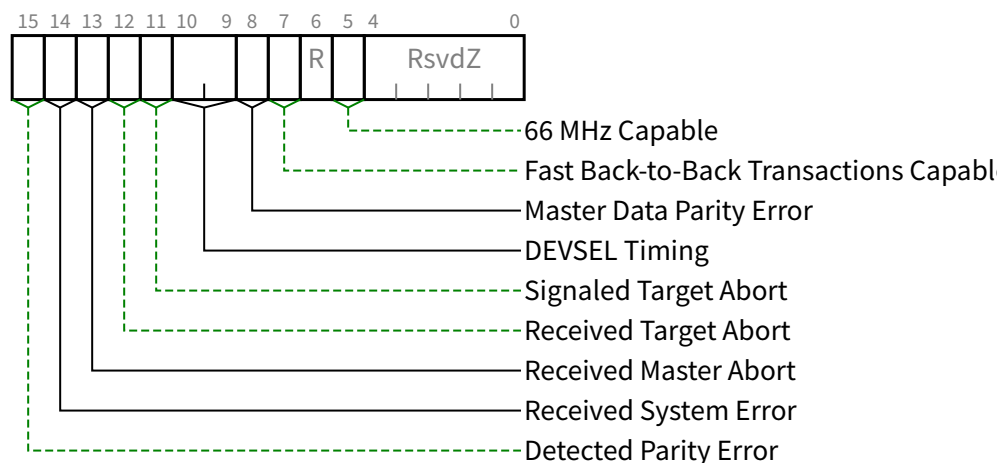 15 14 13 12 11 10 9 8 7 6 5 4 0
R RsvdZ
66 MHz Capable
Fast Back-to-Back Transactions Capable
Master Data Parity Error
DEVSEL Timing
Signaled Target Abort
Received Target Abort
Received Master Abort
Received System Error
Detected Parity Error